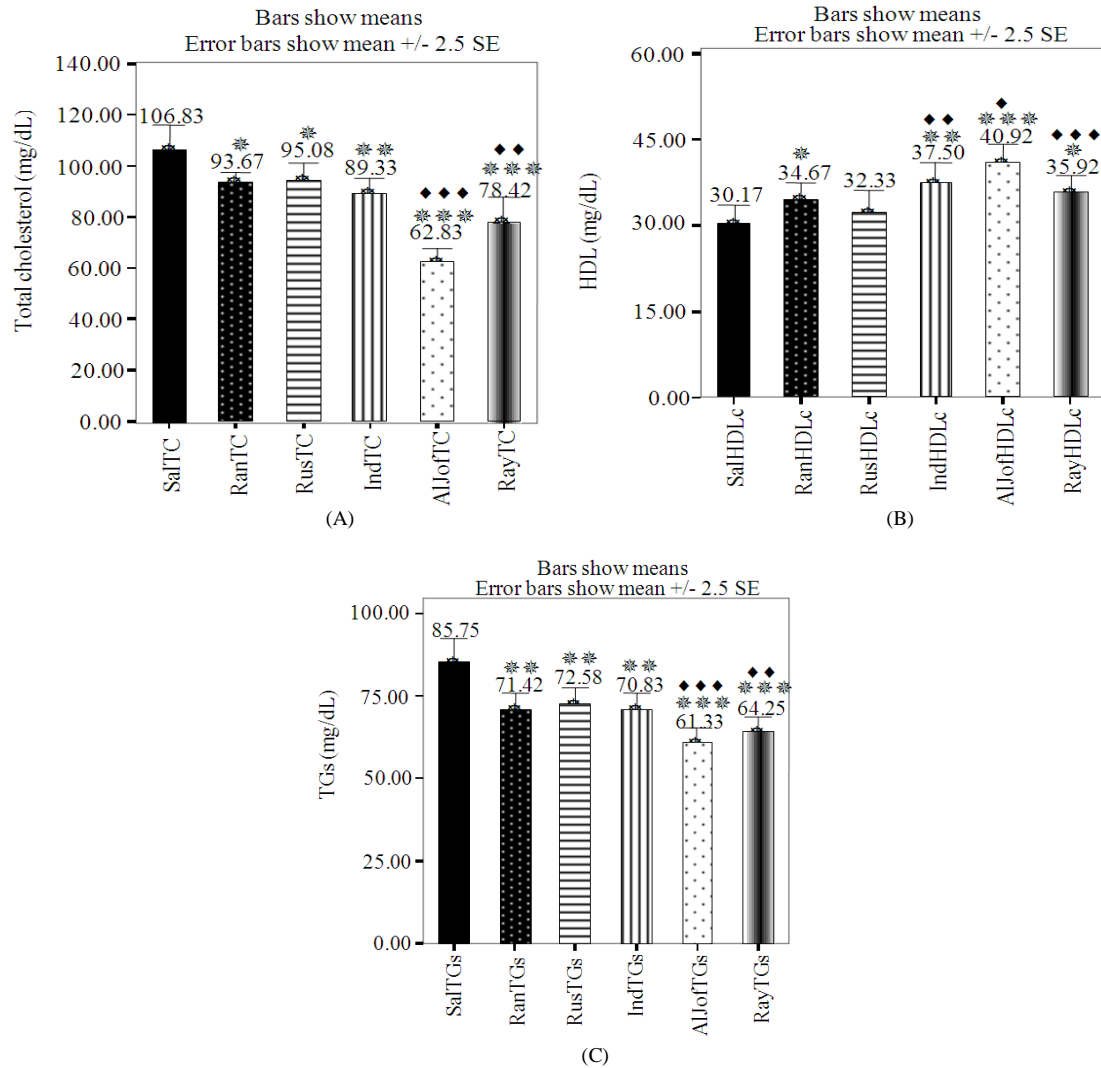 Bars show means
Error bars show mean +/- 2.5 SE
140.00
120.00
100.00
80.00
60.00
40.00
20.00
0.00
Total cholesterol (mg/dL)
106.83
✵
93.67
✵
95.08
✵✵
89.33
◆◆◆
✵✵✵
62.83
◆◆
✵✵✵
78.42
SalTC
RanTC
RusTC
IndTC
AlJofTC
RayTC
(A)
Bars show means
Error bars show mean +/- 2.5 SE
60.00
45.00
30.00
15.00
0.00
HDL (mg/dL)
30.17
✵
34.67
32.33
◆◆
✵✵
37.50
◆
✵✵✵
40.92
◆◆◆
✵
35.92
SalHDLc
RanHDLc
RusHDLc
IndHDLc
AlJofHDLc
RayHDLc
(B)
Bars show means
Error bars show mean +/- 2.5 SE
100.00
75.00
50.00
25.00
0.00
TGs (mg/dL)
85.75
✵✵
71.42
✵✵
72.58
✵✵
70.83
◆◆◆
✵✵✵
61.33
◆◆
✵✵✵
64.25
SalTGs
RanTGs
RusTGs
IndTGs
AlJofTGs
RayTGs
(C)